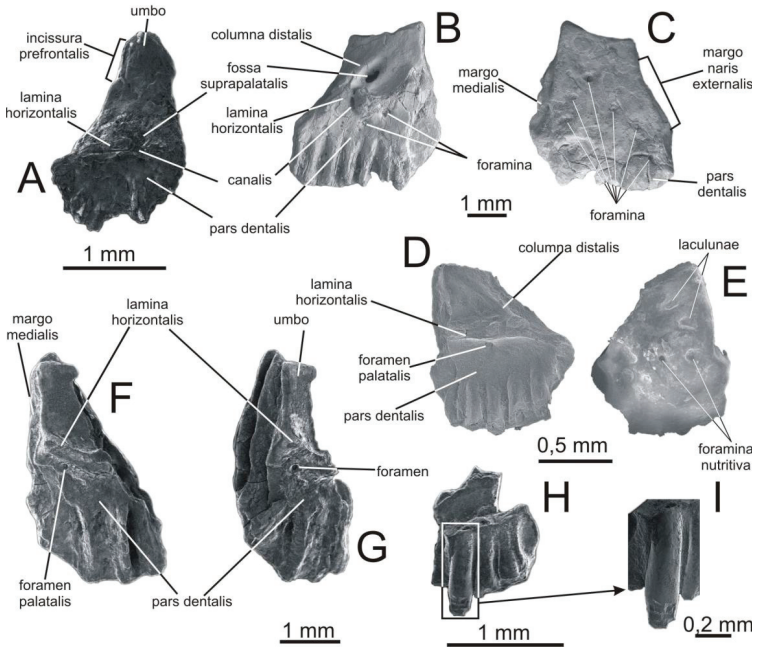 umbo
incissura
prefrontalis
lamina
horizontalis
A
1 mm
columna distalis
fossa
suprapalatalis
lamina
horizontalis
canalis
pars dentalis
B
foramina
1 mm
C
margo
medialis
margo
naris
externalis
pars
dentalis
foramina
D
columna distalis
lamina
horizontalis
foramen
palatalis
pars dentalis
0,5 mm
laculunae
E
foramina
nutritiva
margo
medialis
lamina
horizontalis
F
umbo
foramen
foramen
palatalis
pars dentalis
G
1 mm
H
1 mm
I
0,2 mm